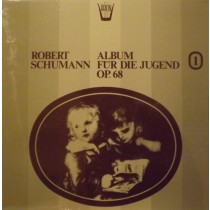 ROBERT
SCHUMANN
ALBUM
FÜR DIE JUGEND
OP. 68
1